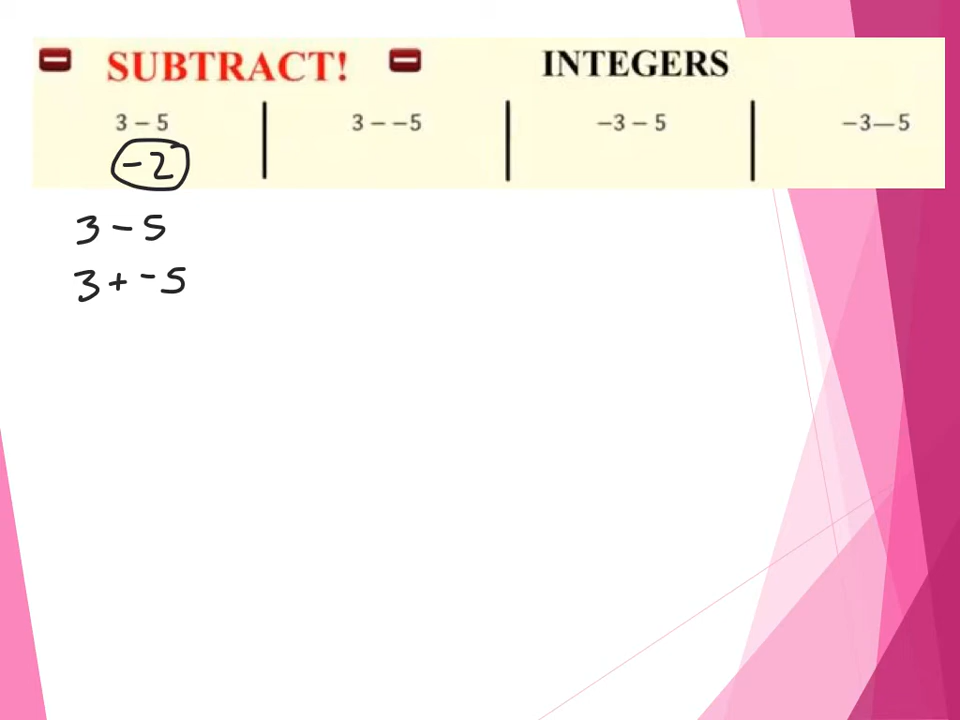 SUBTRACT! INTEGERS
3 – 5 3 – –5 –3 – 5 –3—5
-2
3 - 5
3 + -5